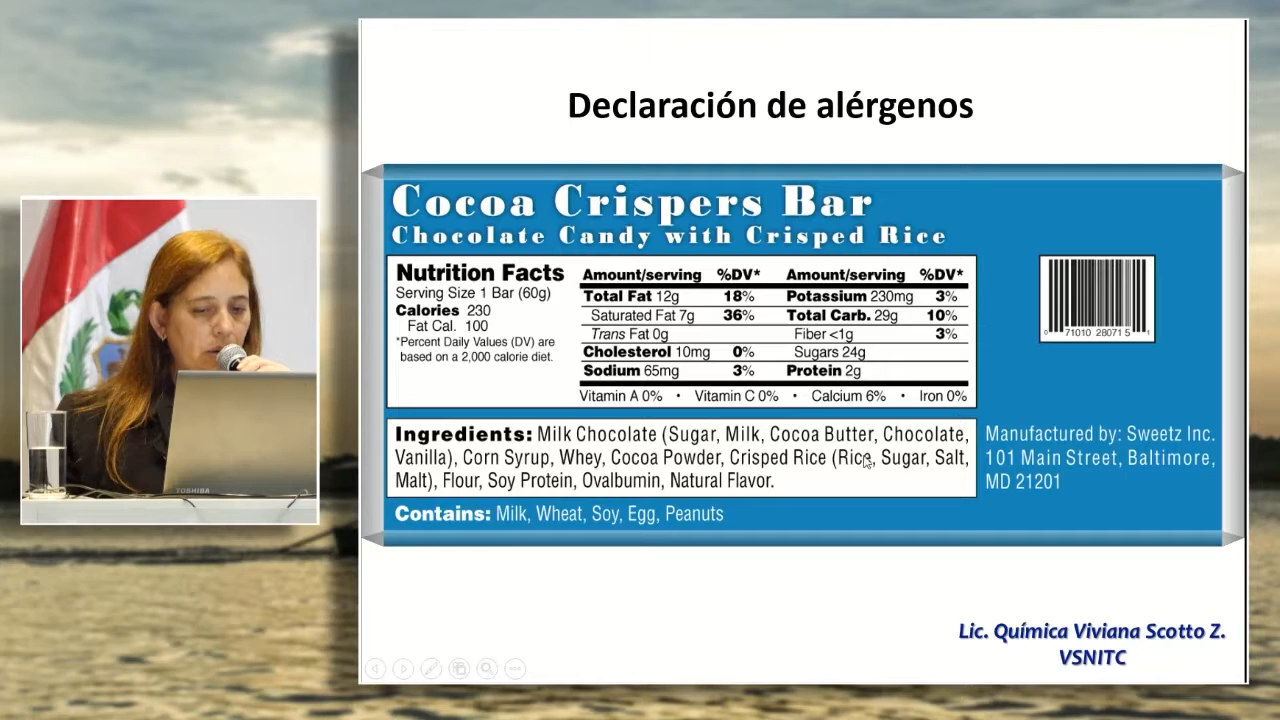 Declaración de alérgenos
Cocoa Crispers Bar
Chocolate Candy with Crisped Rice
Nutrition Facts
Serving Size 1 Bar (60g)
Calories 230
Fat Cal. 100
*Percent Daily Values (DV) are
based on a 2,000 calorie diet.
Amount/serving %DV* Amount/serving %DV*
Total Fat 12g 18% Potassium 230mg 3%
Saturated Fat 7g 36% Total Carb. 29g 10%
Trans Fat 0g Fiber <1g 3%
Cholesterol 10mg 0% Sugars 24g
Sodium 65mg 3% Protein 2g
Vitamin A 0% • Vitamin C 0% • Calcium 6% • Iron 0%
0 71010 28071 5 1
Ingredients: Milk Chocolate (Sugar, Milk, Cocoa Butter, Chocolate,
Vanilla), Corn Syrup, Whey, Cocoa Powder, Crisped Rice (Rice, Sugar, Salt,
Malt), Flour, Soy Protein, Ovalbumin, Natural Flavor.
Contains: Milk, Wheat, Soy, Egg, Peanuts
Manufactured by: Sweetz Inc.
101 Main Street, Baltimore,
MD 21201
TOSHIBA
Lic. Química Viviana Scotto Z.
VSNITC